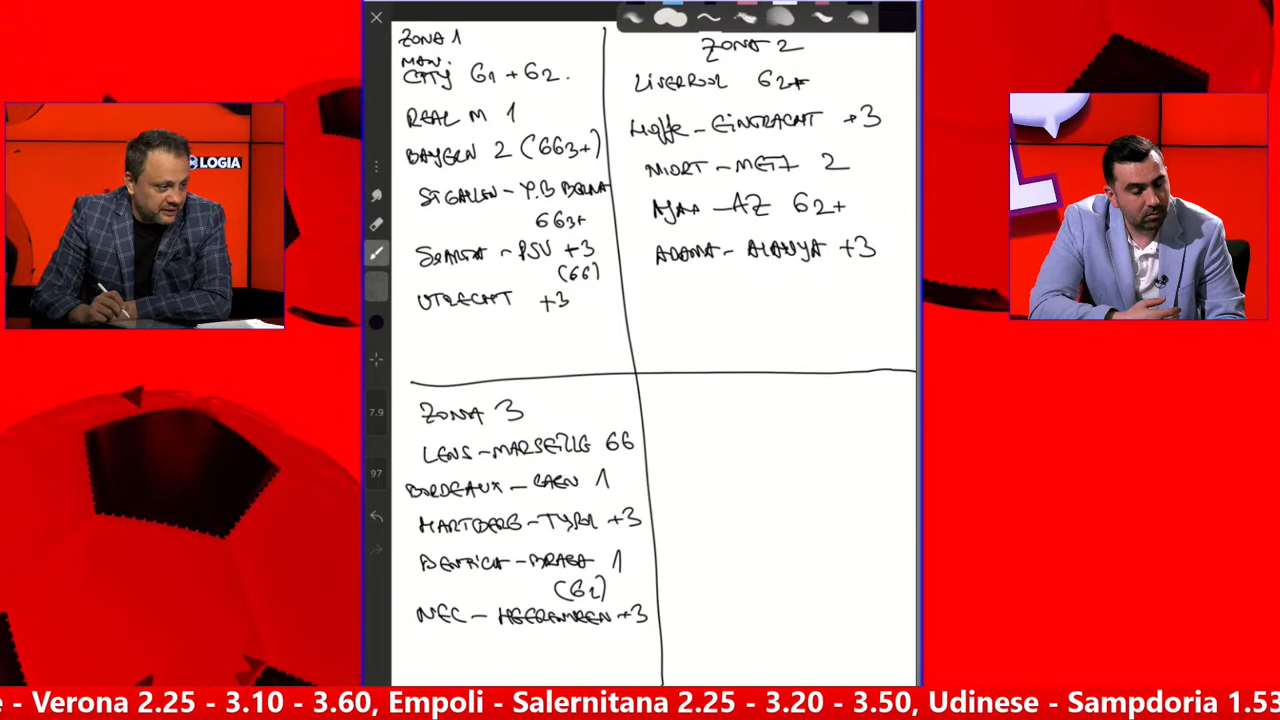 ZONA 1
MAN.
CITY G1 + G2.
REAL M 1
BAYERN 2 (GG3+)
ST GALLEN - Y.B BERNA
GG3+
SPARTA - PSV +3
(GG)
UTRECHT +3
ZONA 2
LIVERPOOL G2+
HOFFE - EINTRACHT +3
NIORT - METZ 2
AJAX - AZ G2+
ADANA - ALANYA +3
ZONA 3
LENS - MARSEILLE GG
BORDEAUX - CAEN 1
HARTBERG - TYROL +3
BENFICA - BRAGA 1
(G2)
NEC - HEERENVEEN +3
7.9
97
LOGIA
- Verona 2.25 - 3.10 - 3.60, Empoli - Salernitana 2.25 - 3.20 - 3.50, Udinese - Sampdoria 1.53